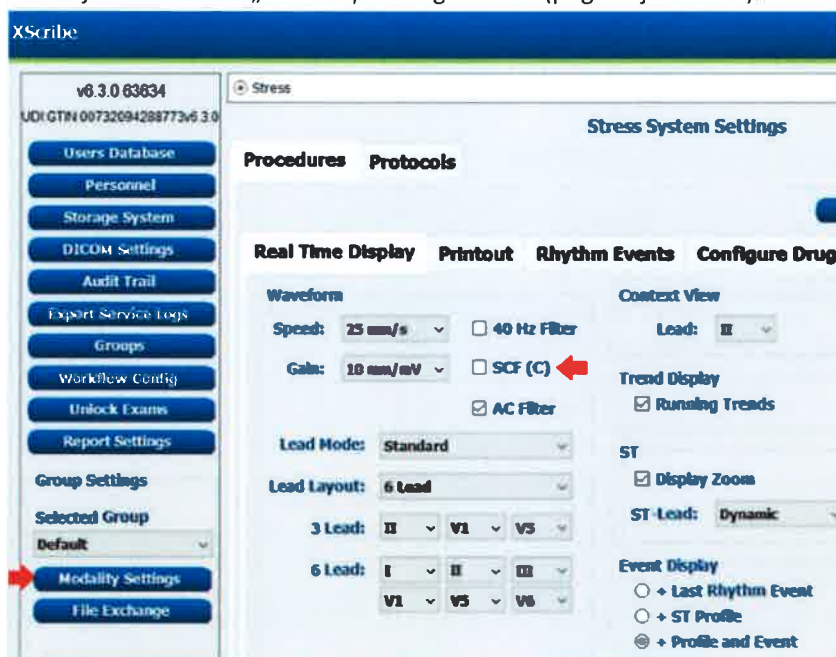 XScribe
v6.3.0.63634
UDI GTIN 00732094288773v6.3.0
Users Database
Personnel
Storage System
DICOM Settings
Audit Trail
Export Service Logs
Groups
Workflow Config
Unlock Exams
Report Settings
Group Settings
Selected Group
Default
Modality Settings
File Exchange
Stress
Stress System Settings
Procedures Protocols
Real Time Display Printout Rhythm Events Configure Drug
Waveform
Speed: 25 mm/s 40 Hz Filter
Gain: 10 mm/mV SCF (C)
AC Filter
Lead Mode: Standard
Lead Layout: 6 Lead
3 Lead: II V1 V5
6 Lead: I II III
V1 V5 V6
Context View
Lead: II
Trend Display
Running Trends
ST
Display Zoom
ST-Lead: Dynamic
Event Display
+ Last Rhythm Event
+ ST Profile
+ Profile and Event